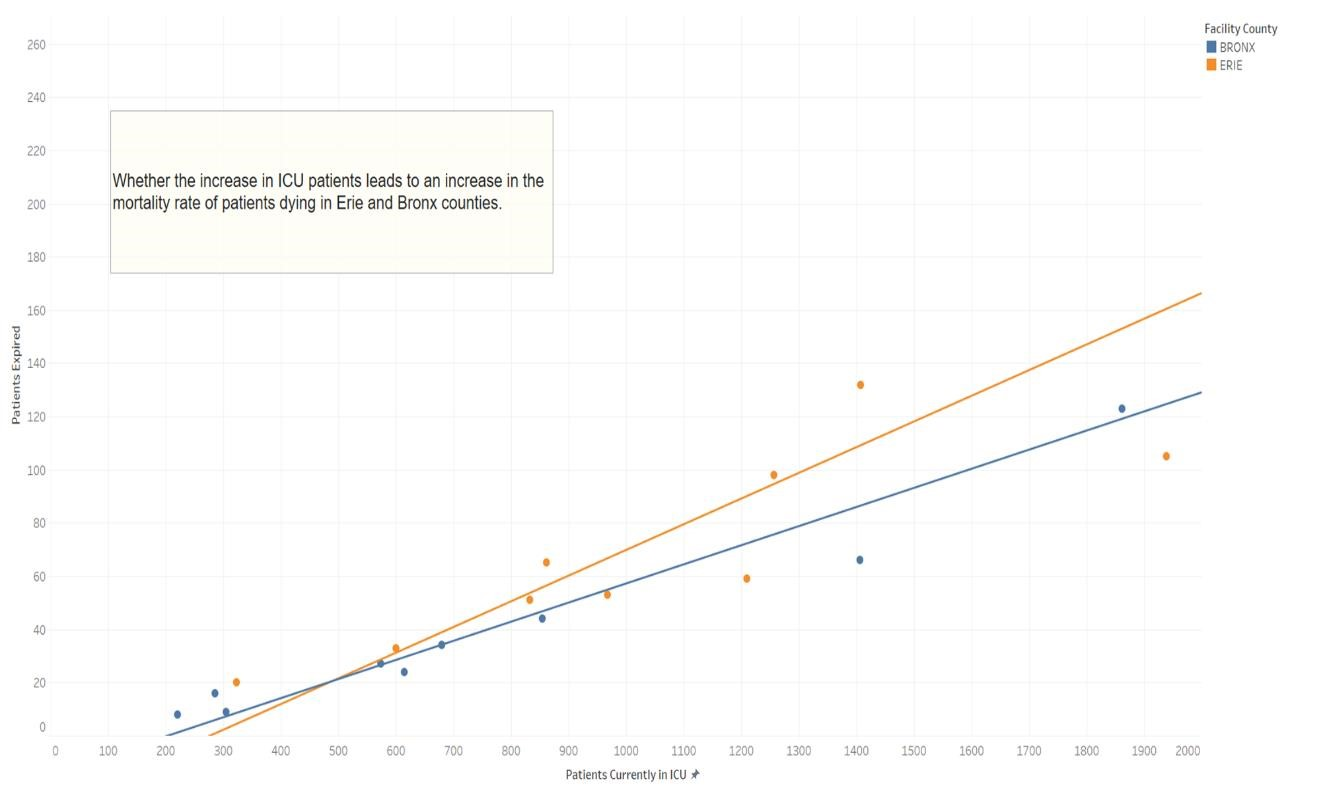 Facility County
BRONX
ERIE
260
240
220
200
180
160
140
120
100
80
60
40
20
0
Patients Expired
Whether the increase in ICU patients leads to an increase in the
mortality rate of patients dying in Erie and Bronx counties.
0 100 200 300 400 500 600 700 800 900 1000 1100 1200 1300 1400 1500 1600 1700 1800 1900 2000
Patients Currently in ICU